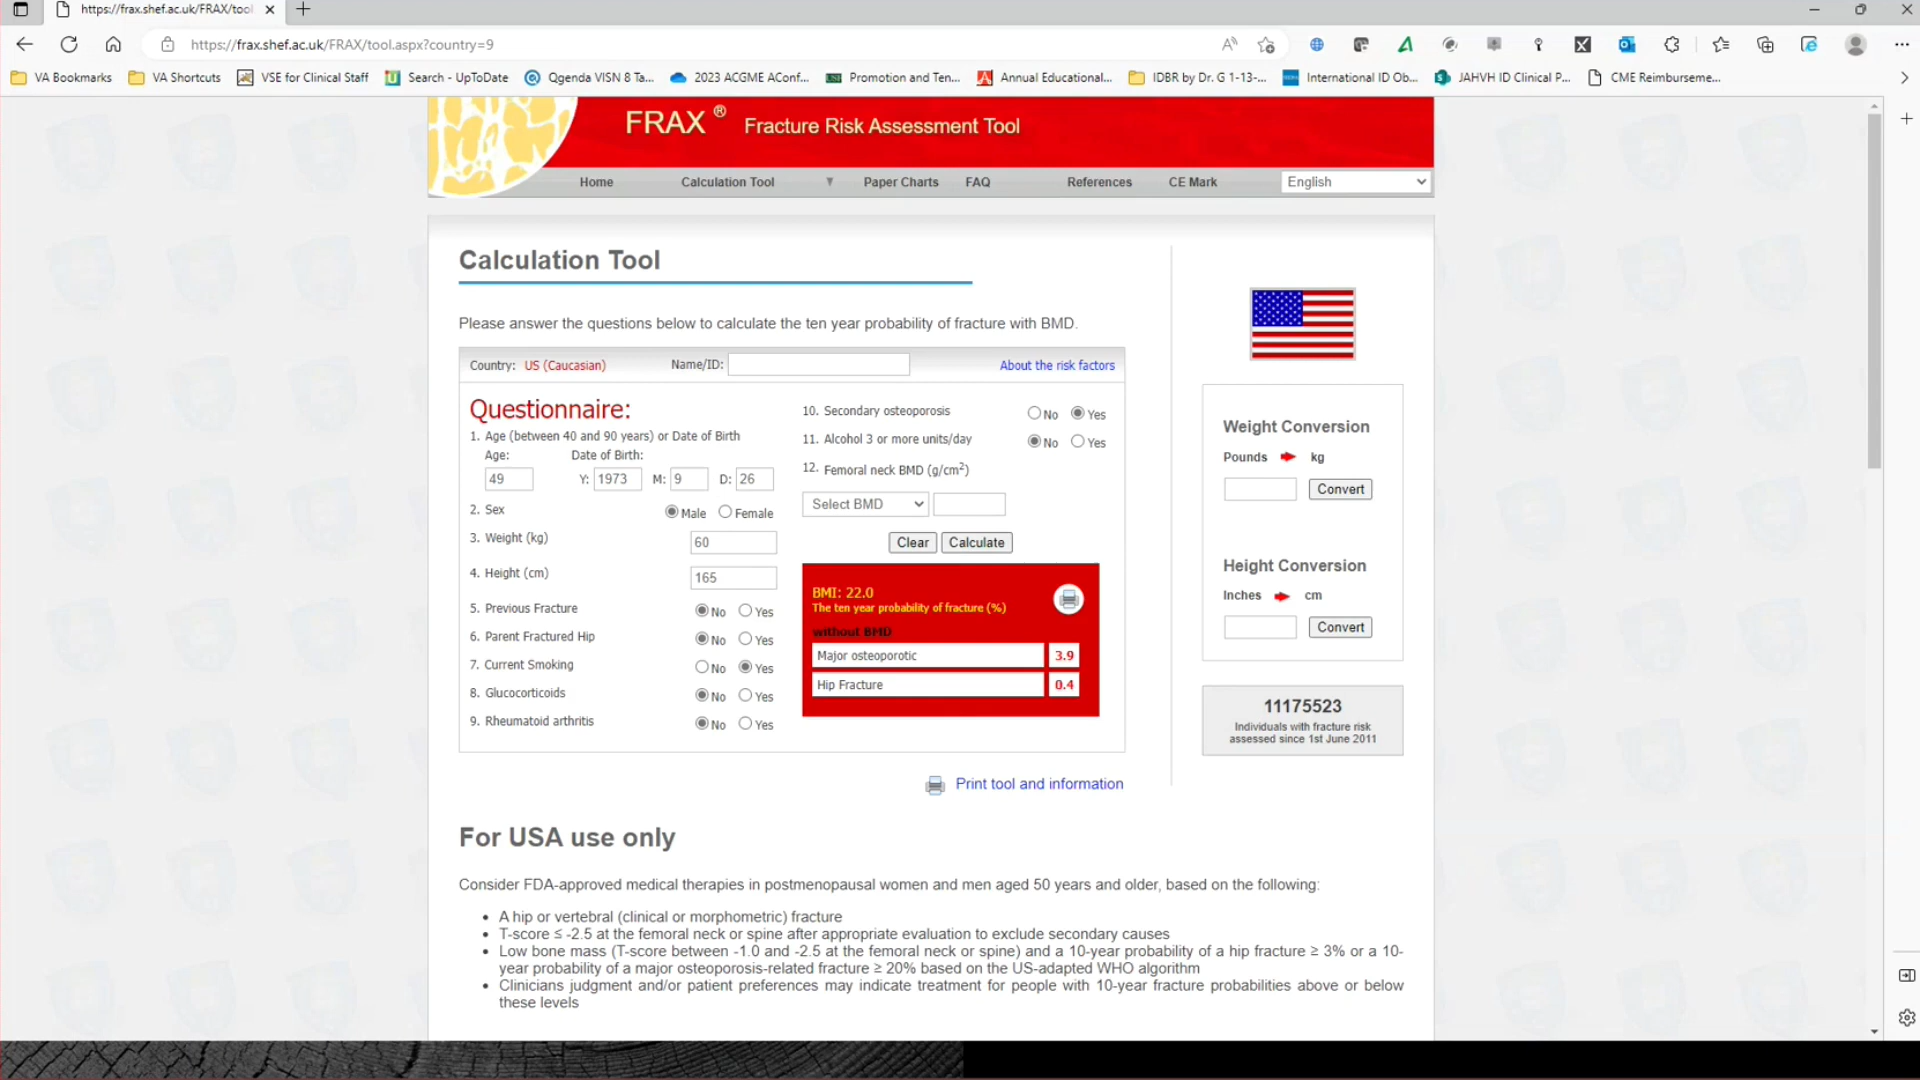 https://frax.shef.ac.uk/FRAX/tool
https://frax.shef.ac.uk/FRAX/tool.aspx?country=9
VA Bookmarks VA Shortcuts VSE for Clinical Staff Search - UpToDate Qgenda VISN 8 Ta... 2023 ACGME AConf... Promotion and Ten... Annual Educational... IDBR by Dr. G 1-13-... International ID Ob... JAHVH ID Clinical P... CME Reimburseme...
FRAX ® Fracture Risk Assessment Tool
Home Calculation Tool ▼ Paper Charts FAQ References CE Mark English
Calculation Tool
Please answer the questions below to calculate the ten year probability of fracture with BMD.
Country: US (Caucasian) Name/ID: About the risk factors
Questionnaire:
1. Age (between 40 and 90 years) or Date of Birth
Age: Date of Birth:
49 Y: 1973 M: 9 D: 26
2. Sex Male Female
3. Weight (kg) 60
4. Height (cm) 165
5. Previous Fracture No Yes
6. Parent Fractured Hip No Yes
7. Current Smoking No Yes
8. Glucocorticoids No Yes
9. Rheumatoid arthritis No Yes
10. Secondary osteoporosis No Yes
11. Alcohol 3 or more units/day No Yes
12. Femoral neck BMD (g/cm²)
Select BMD
Clear Calculate
BMI: 22.0
The ten year probability of fracture (%)
without BMD
Major osteoporotic 3.9
Hip Fracture 0.4
Print tool and information
Weight Conversion
Pounds kg
Convert
Height Conversion
Inches cm
Convert
11175523
Individuals with fracture risk
assessed since 1st June 2011
For USA use only
Consider FDA-approved medical therapies in postmenopausal women and men aged 50 years and older, based on the following:
• A hip or vertebral (clinical or morphometric) fracture
• T-score ≤ -2.5 at the femoral neck or spine after appropriate evaluation to exclude secondary causes
• Low bone mass (T-score between -1.0 and -2.5 at the femoral neck or spine) and a 10-year probability of a hip fracture ≥ 3% or a 10-
year probability of a major osteoporosis-related fracture ≥ 20% based on the US-adapted WHO algorithm
• Clinicians judgment and/or patient preferences may indicate treatment for people with 10-year fracture probabilities above or below
these levels